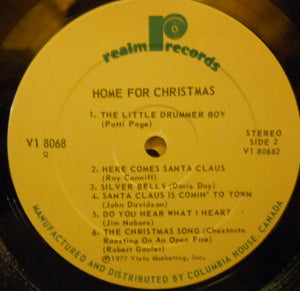 realm records
HOME FOR CHRISTMAS
1. THE LITTLE DRUMMER BOY
(Patti Page)
V1 8068
Q
STEREO
SIDE 2
V1 80682
2. HERE COMES SANTA CLAUS
(Ray Conniff)
3. SILVER BELLS (Doris Day)
4. SANTA CLAUS IS COMIN' TO TOWN
(John Davidson)
5. DO YOU HEAR WHAT I HEAR?
(Jim Nabors)
6. THE CHRISTMAS SONG (Chestnuts
Roasting On An Open Fire)
(Robert Goulet)
℗1977 Vista Marketing, Inc.
MANUFACTURED AND DISTRIBUTED BY COLUMBIA HOUSE, CANADA